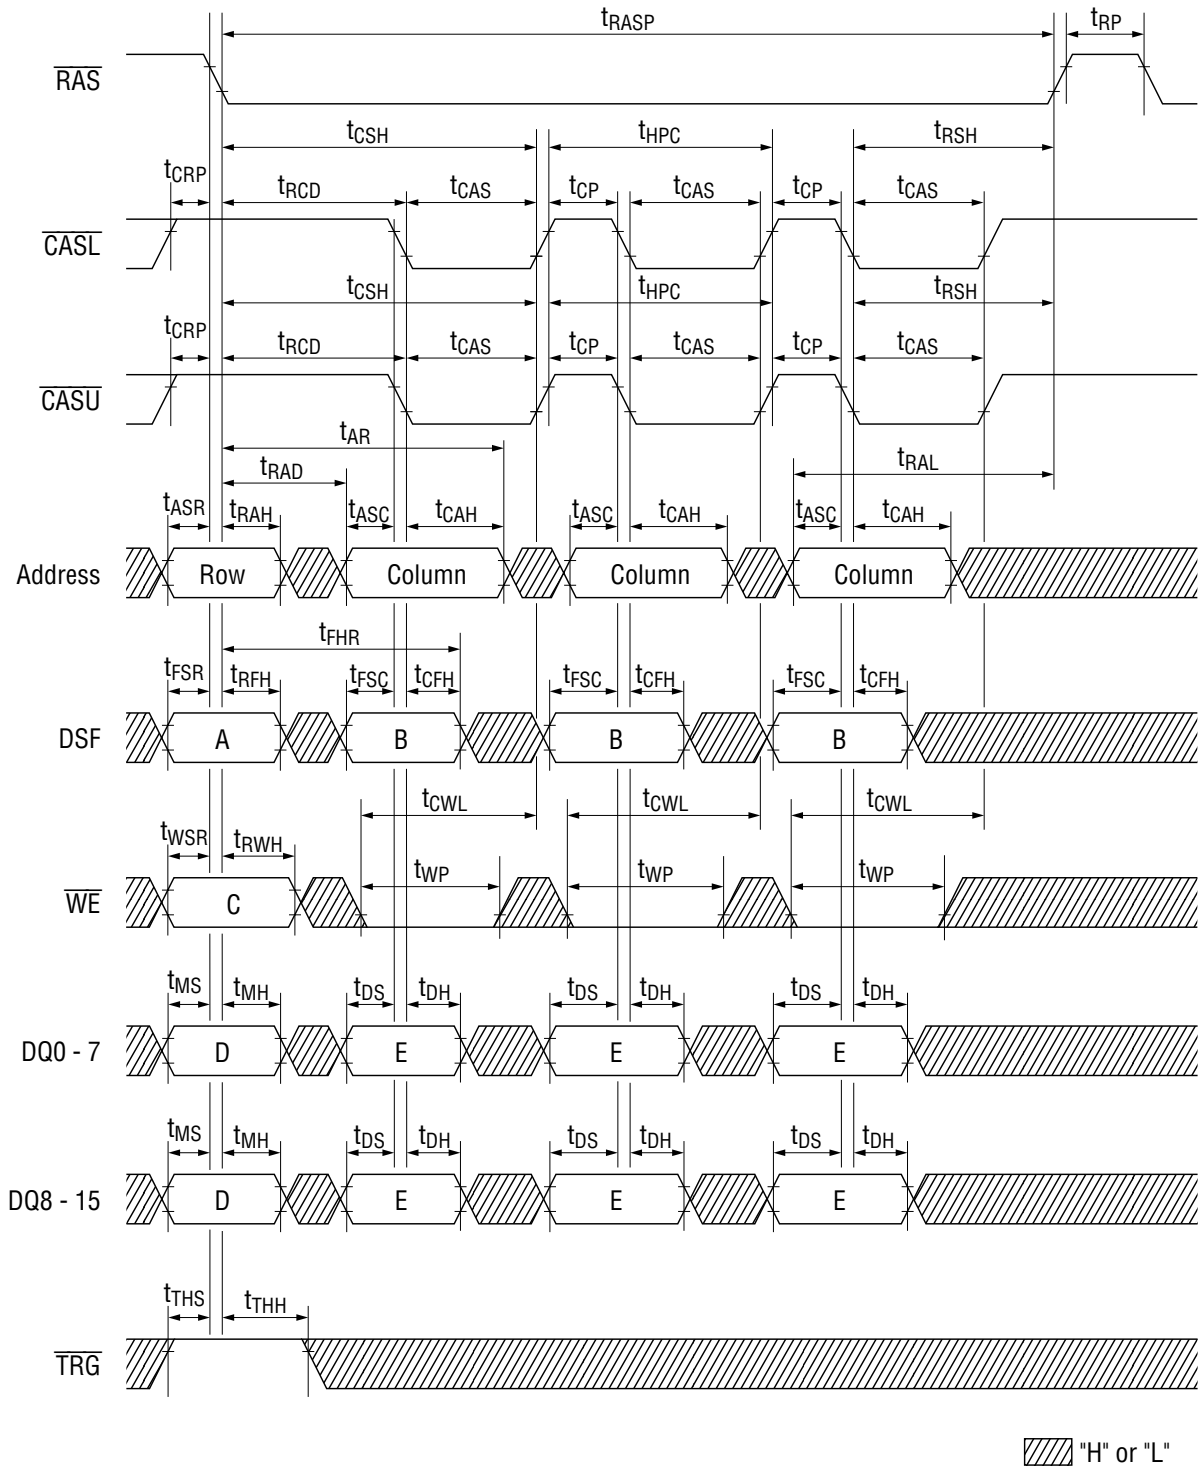 tRASP tRP
RAS
tCSH tHPC tRSH
tCRP tRCD tCAS tCP tCAS tCP tCAS
CASL
tCSH tHPC tRSH
tCRP tRCD tCAS tCP tCAS tCP tCAS
CASU
tAR
tRAD tRAL
tASR tRAH tASC tCAH tASC tCAH tASC tCAH
Address Row Column Column Column
tFHR
tFSR tRFH tFSC tCFH tFSC tCFH tFSC tCFH
DSF A B B B
tCWL tCWL tCWL
tWSR tRWH tWP tWP tWP
WE C
tMS tMH tDS tDH tDS tDH tDS tDH
DQ0 - 7 D E E E
tMS tMH tDS tDH tDS tDH tDS tDH
DQ8 - 15 D E E E
tTHS tTHH
TRG
"H" or "L"